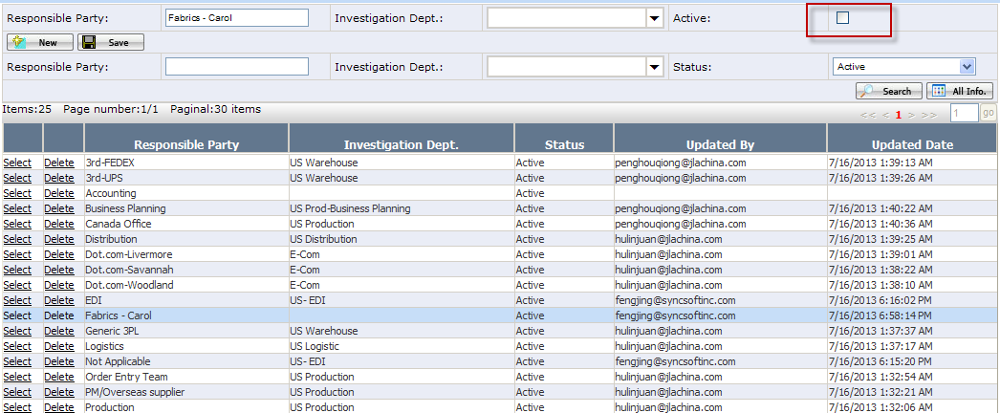 Responsible Party: Fabrics - Carol Investigation Dept.: Active:
New Save
Responsible Party: Investigation Dept.: Status: Active
Search All Info.
Items:25 Page number:1/1 Paginal:30 items << < 1 > >> 1 go
Responsible Party Investigation Dept. Status Updated By Updated Date
Select Delete 3rd-FEDEX US Warehouse Active penghouqiong@jlachina.com 7/16/2013 1:39:13 AM
Select Delete 3rd-UPS US Warehouse Active penghouqiong@jlachina.com 7/16/2013 1:39:26 AM
Select Delete Accounting Active
Select Delete Business Planning US Prod-Business Planning Active penghouqiong@jlachina.com 7/16/2013 1:40:22 AM
Select Delete Canada Office US Production Active penghouqiong@jlachina.com 7/16/2013 1:40:36 AM
Select Delete Distribution US Distribution Active hulinjuan@jlachina.com 7/16/2013 1:39:25 AM
Select Delete Dot.com-Livermore E-Com Active hulinjuan@jlachina.com 7/16/2013 1:39:01 AM
Select Delete Dot.com-Savannah E-Com Active hulinjuan@jlachina.com 7/16/2013 1:38:22 AM
Select Delete Dot.com-Woodland E-Com Active hulinjuan@jlachina.com 7/16/2013 1:38:10 AM
Select Delete EDI US- EDI Active fengjing@syncsoftinc.com 7/16/2013 6:16:02 PM
Select Delete Fabrics - Carol Active fengjing@syncsoftinc.com 7/16/2013 6:58:14 PM
Select Delete Generic 3PL US Warehouse Active hulinjuan@jlachina.com 7/16/2013 1:37:37 AM
Select Delete Logistics US Logistic Active hulinjuan@jlachina.com 7/16/2013 1:37:17 AM
Select Delete Not Applicable US- EDI Active fengjing@syncsoftinc.com 7/16/2013 6:15:20 PM
Select Delete Order Entry Team US Production Active hulinjuan@jlachina.com 7/16/2013 1:32:54 AM
Select Delete PM/Overseas supplier US Production Active hulinjuan@jlachina.com 7/16/2013 1:32:21 AM
Select Delete Production US Production Active hulinjuan@jlachina.com 7/16/2013 1:32:06 AM